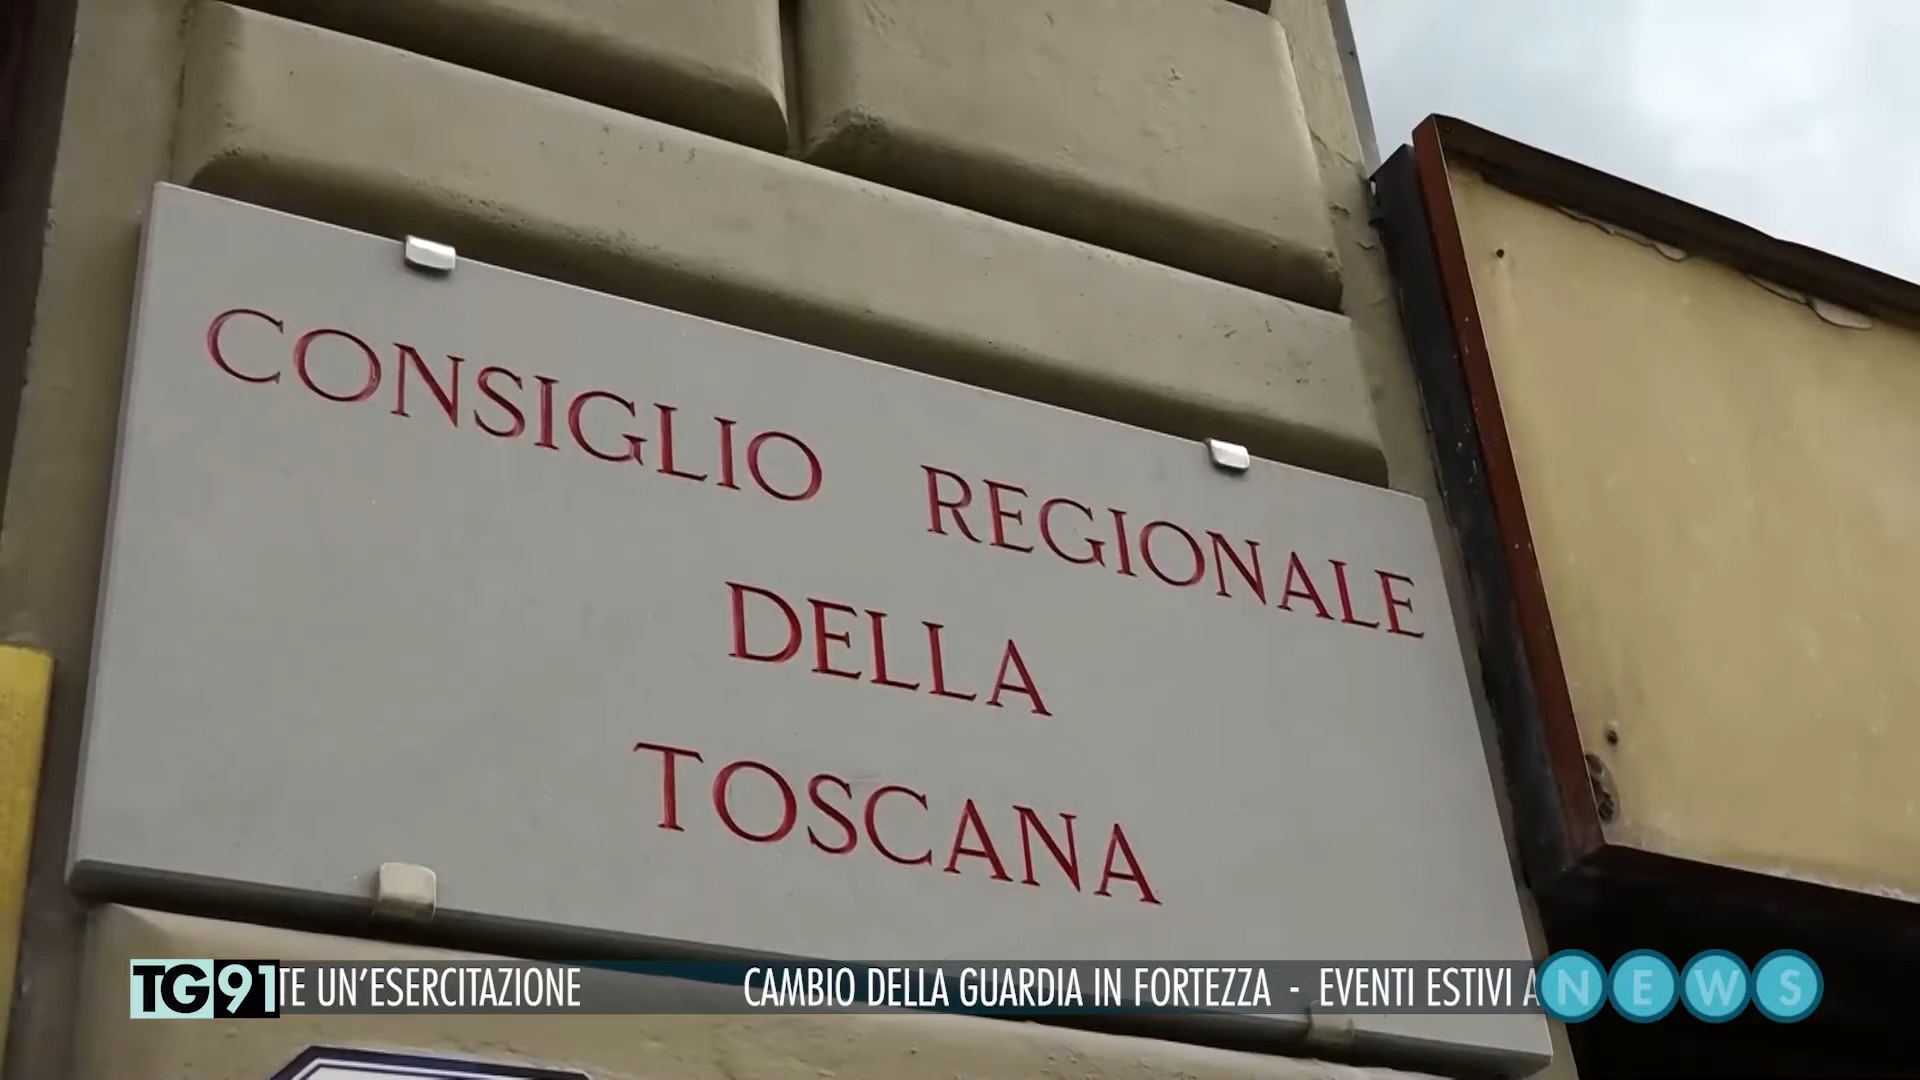 CONSIGLIO REGIONALE
DELLA
TOSCANA
TG91 TE UN'ESERCITAZIONE CAMBIO DELLA GUARDIA IN FORTEZZA - EVENTI ESTIVI A NEWS